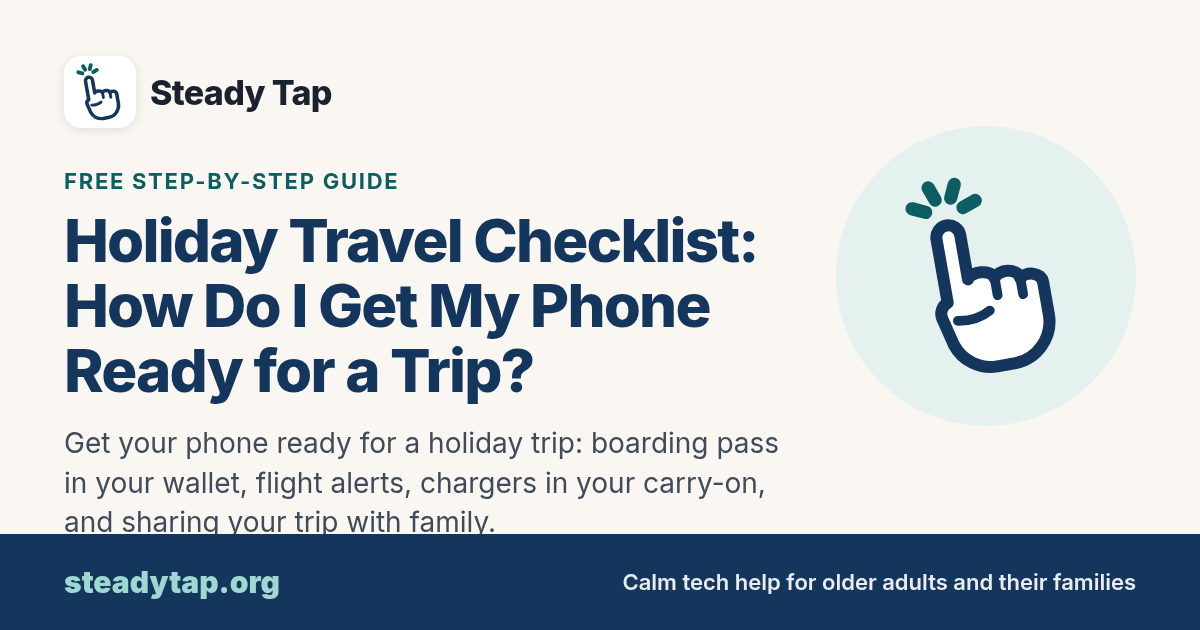 Steady Tap
FREE STEP-BY-STEP GUIDE
Holiday Travel Checklist:
How Do I Get My Phone
Ready for a Trip?
Get your phone ready for a holiday trip: boarding pass
in your wallet, flight alerts, chargers in your carry-on,
and sharing your trip with family.
steadytap.org
Calm tech help for older adults and their families